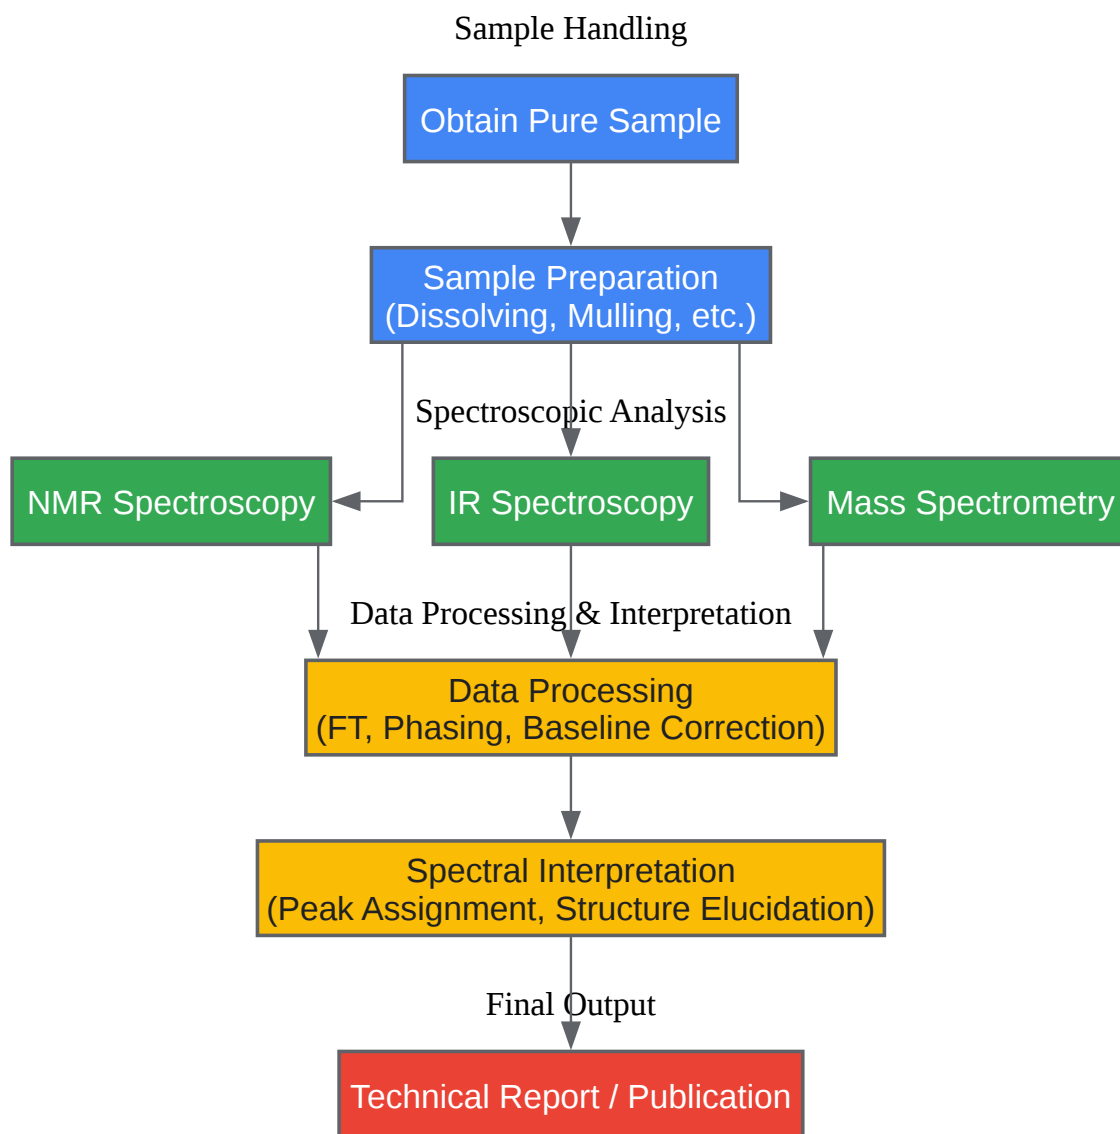 Sample Handling
Obtain Pure Sample
Sample Preparation
(Dissolving, Mulling, etc.)
Spectroscopic Analysis
NMR Spectroscopy
IR Spectroscopy
Mass Spectrometry
Data Processing & Interpretation
Data Processing
(FT, Phasing, Baseline Correction)
Spectral Interpretation
(Peak Assignment, Structure Elucidation)
Final Output
Technical Report / Publication